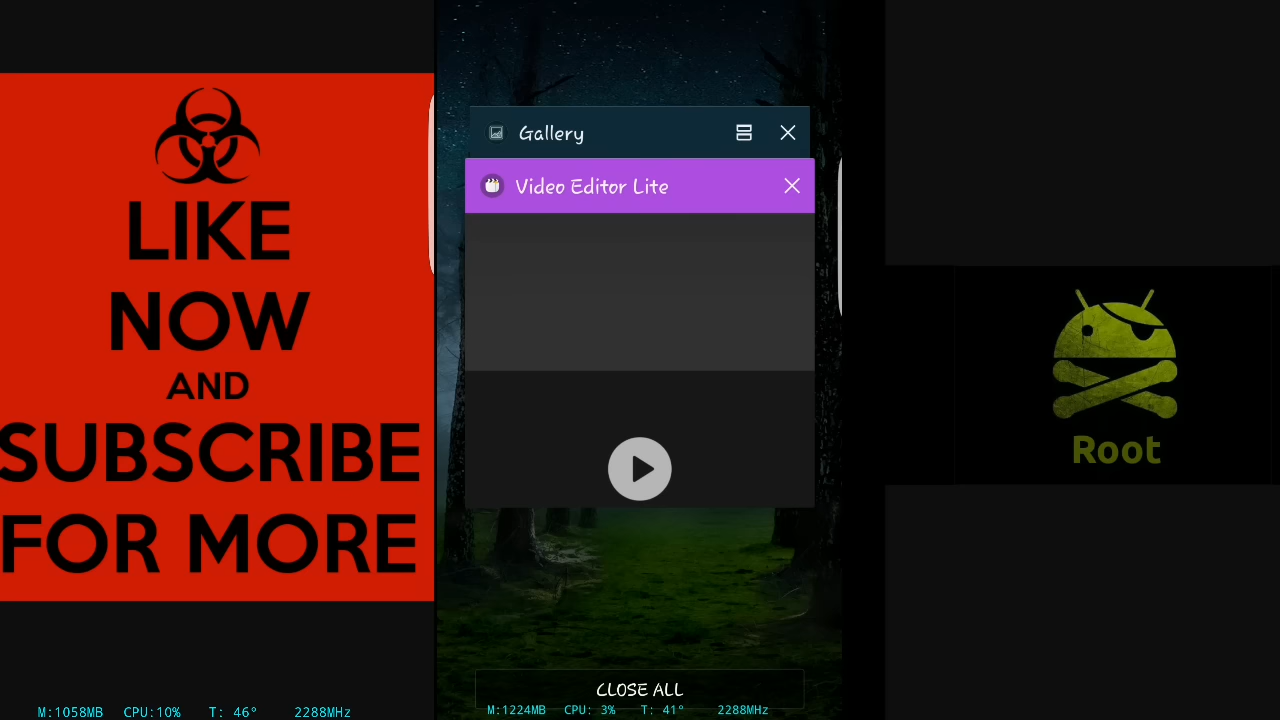 LIKE
NOW
AND
SUBSCRIBE
FOR MORE
M:1058MB CPU:10% T: 46° 2288MHz
Gallery
Video Editor Lite
CLOSE ALL
M:1224MB CPU: 3% T: 41° 2288MHz
Root